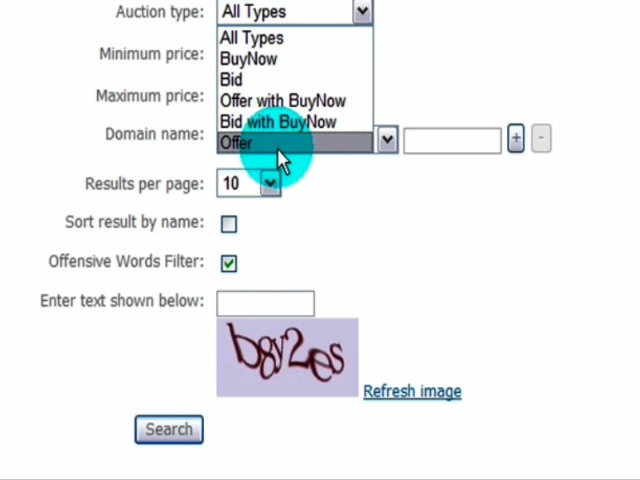 Auction type: All Types
All Types
BuyNow
Minimum price:
Bid
Maximum price: Offer with BuyNow
Bid with BuyNow
Domain name: Offer + -
Results per page: 10
Sort result by name:
Offensive Words Filter:
Enter text shown below:
bgy2es
Refresh image
Search